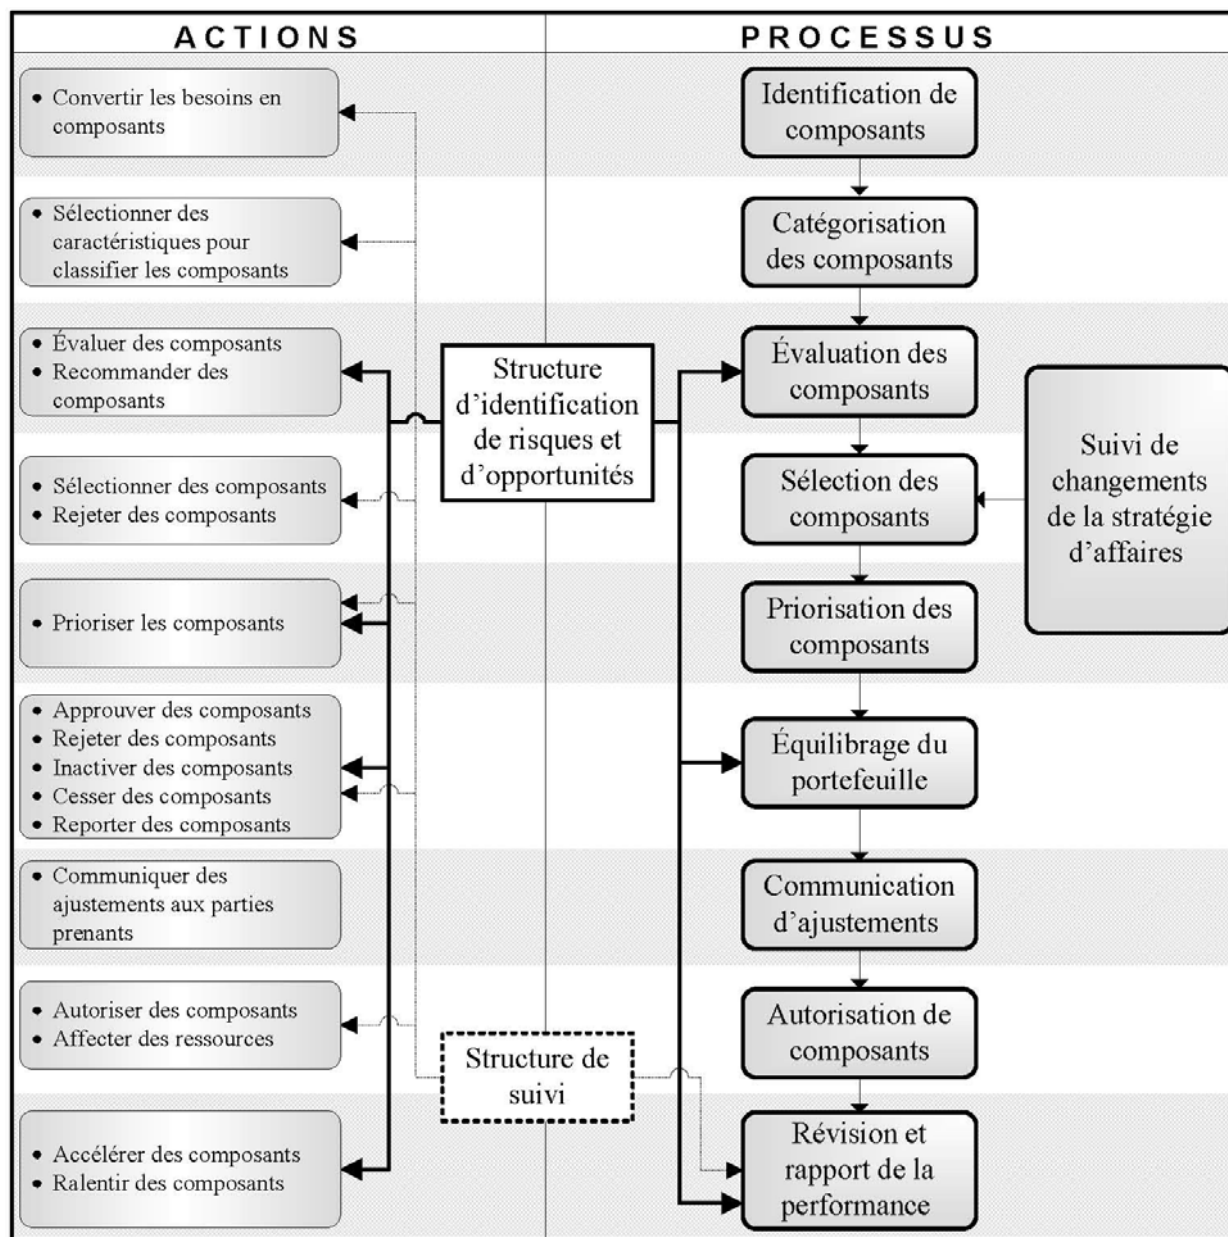 ACTIONS
PROCESSUS
• Convertir les besoins en
composants
Identification de
composants
• Sélectionner des
caractéristiques pour
classifier les composants
Catégorisation
des composants
• Évaluer des composants
• Recommander des
composants
Structure
d'identification
de risques et
d'opportunités
Évaluation des
composants
Suivi de
changements
de la stratégie
d'affaires
• Sélectionner des composants
• Rejeter des composants
Sélection des
composants
• Prioriser les composants
Priorisation des
composants
• Approuver des composants
• Rejeter des composants
• Inactiver des composants
• Cesser des composants
• Reporter des composants
Équilibrage du
portefeuille
• Communiquer des
ajustements aux parties
prenants
Communication
d'ajustements
• Autoriser des composants
• Affecter des ressources
Structure de
suivi
Autorisation de
composants
• Accélérer des composants
• Ralentir des composants
Révision et
rapport de la
performance